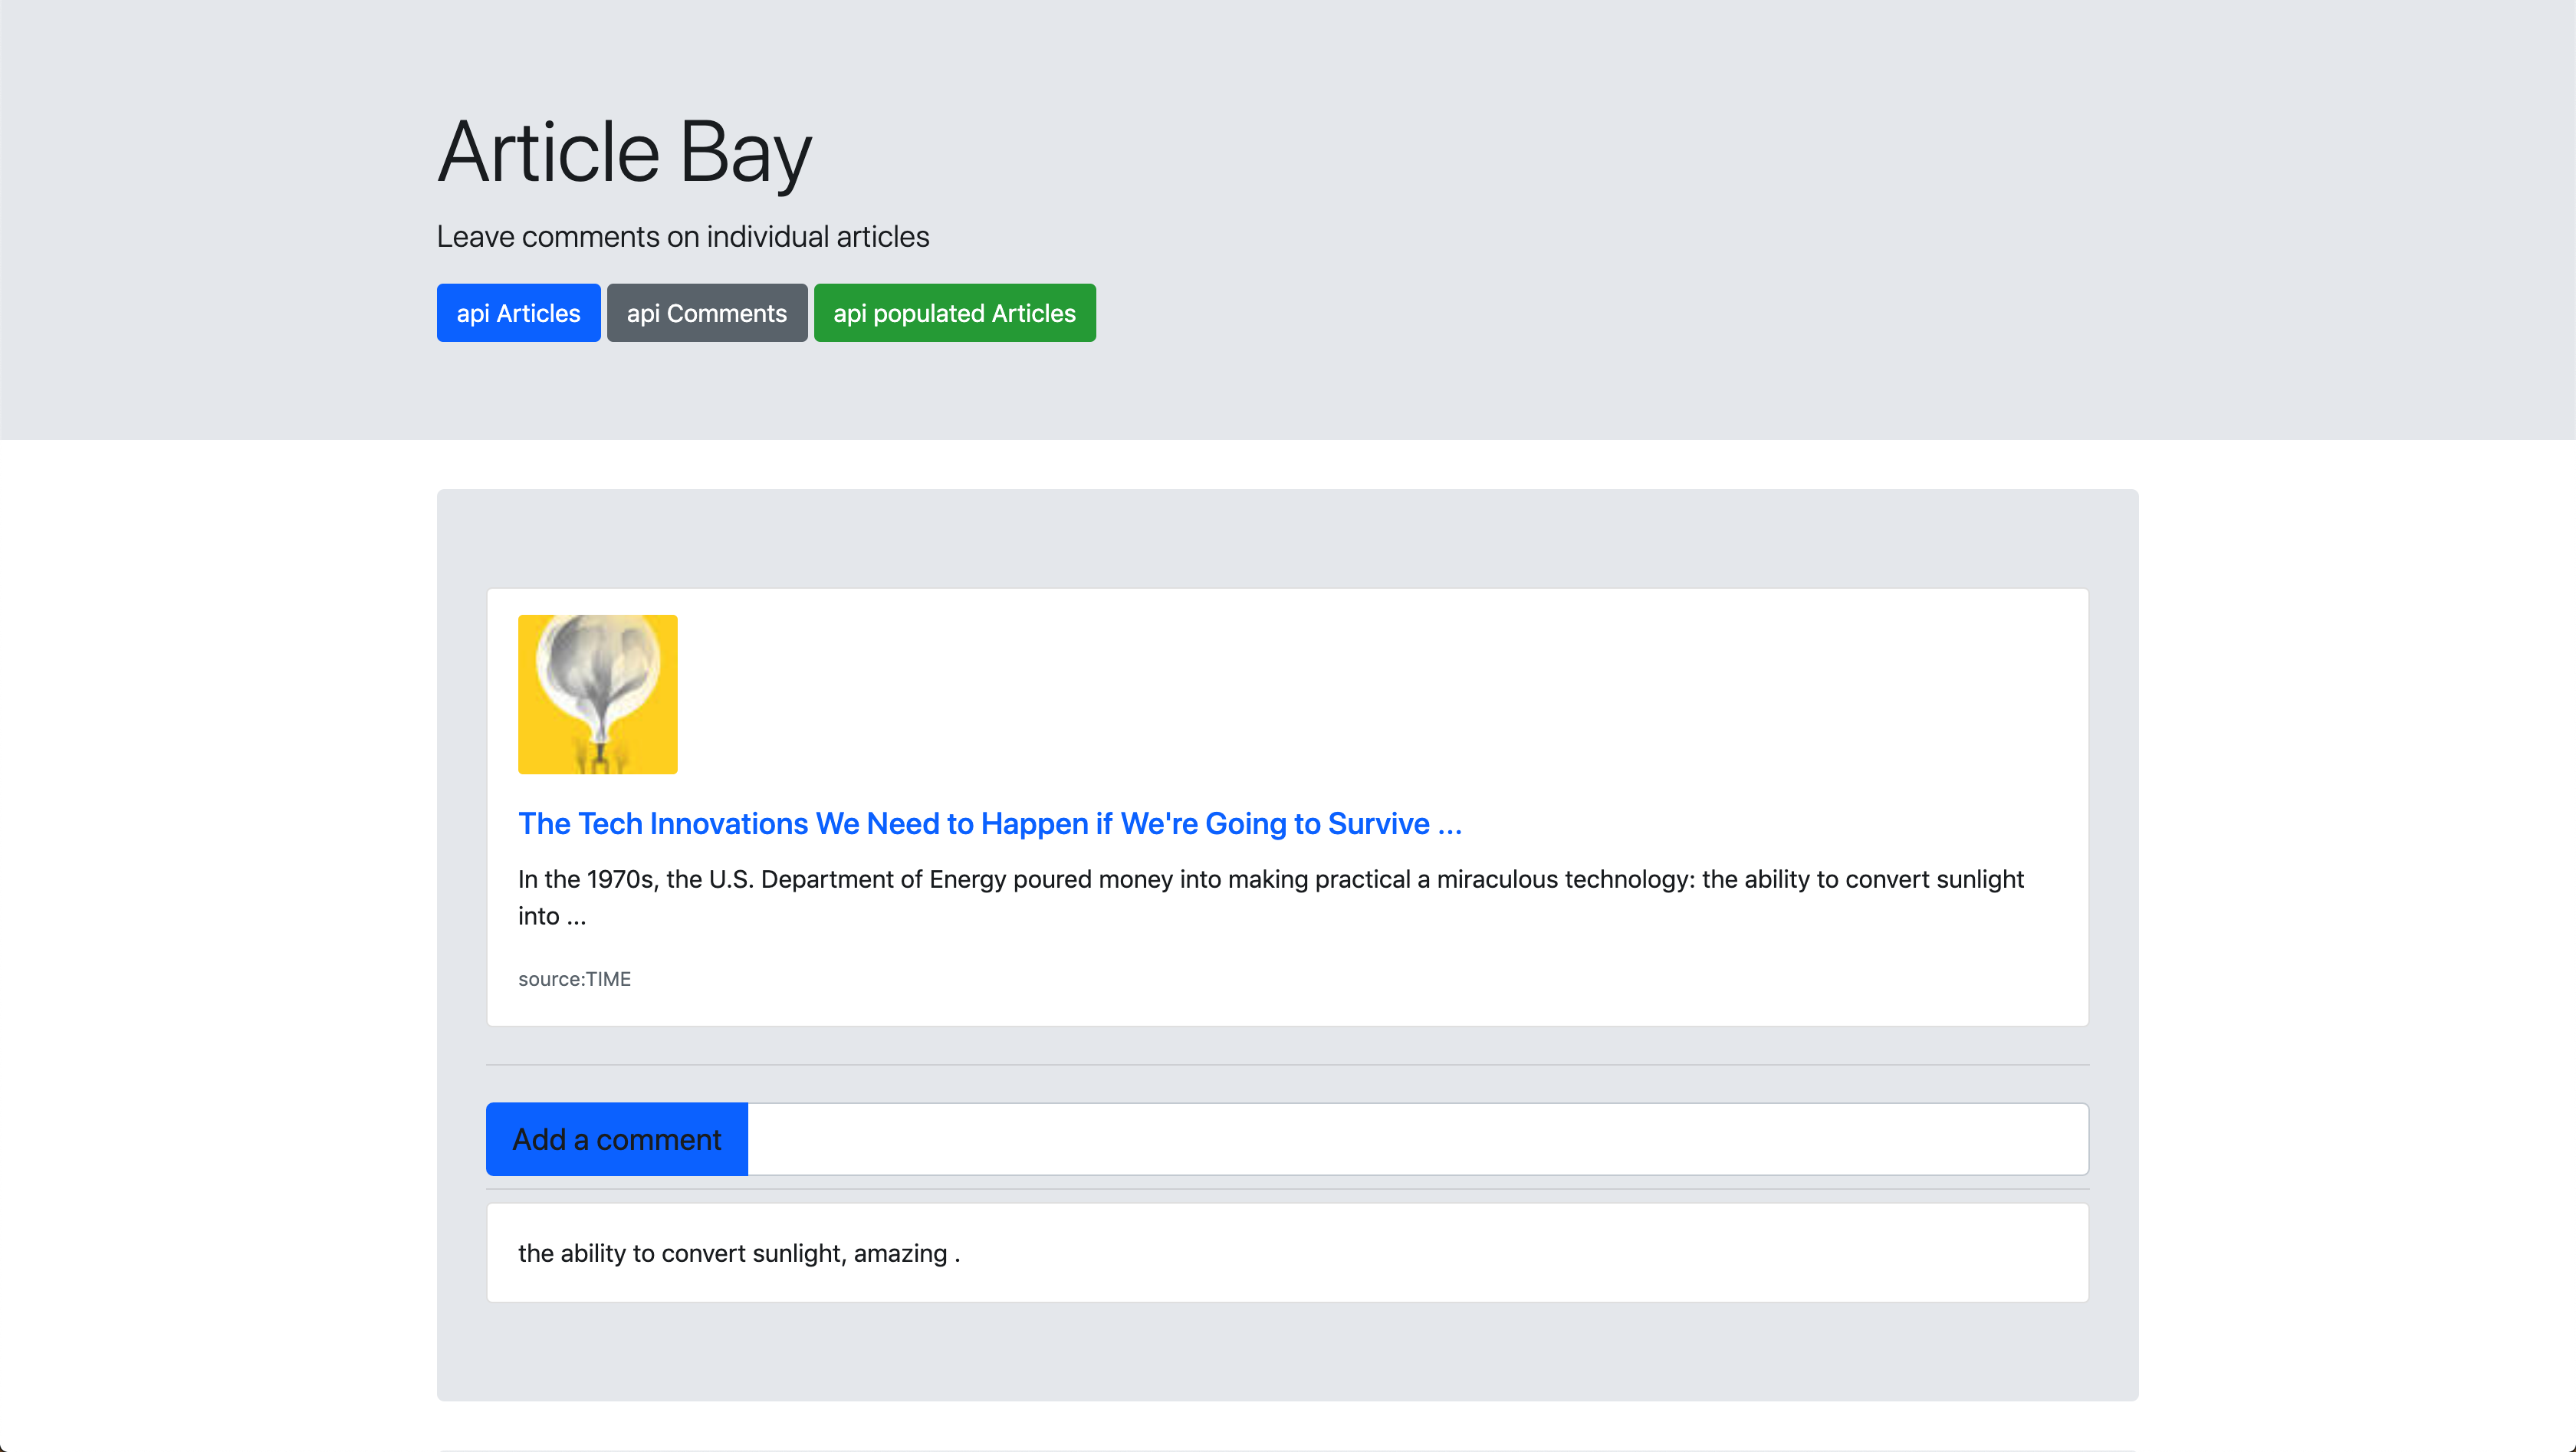 Article Bay
Leave comments on individual articles
api Articles api Comments api populated Articles
The Tech Innovations We Need to Happen if We're Going to Survive ...
In the 1970s, the U.S. Department of Energy poured money into making practical a miraculous technology: the ability to convert sunlight
into ...
source:TIME
Add a comment
the ability to convert sunlight, amazing .